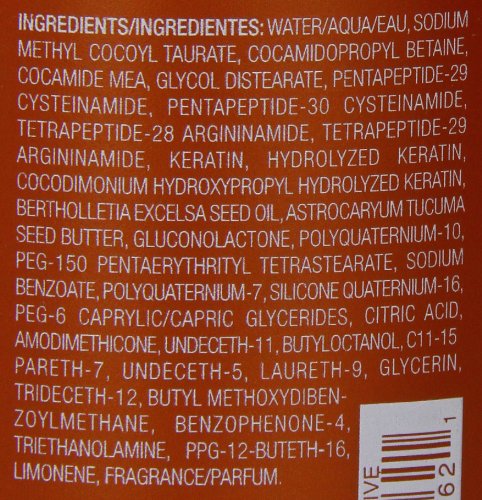 INGREDIENTS/INGREDIENTES: WATER/AQUA/EAU, SODIUM
METHYL COCOYL TAURATE, COCAMIDOPROPYL BETAINE,
COCAMIDE MEA, GLYCOL DISTEARATE, PENTAPEPTIDE-29
CYSTEINAMIDE, PENTAPEPTIDE-30 CYSTEINAMIDE,
TETRAPEPTIDE-28 ARGININAMIDE, TETRAPEPTIDE-29
ARGININAMIDE, KERATIN, HYDROLYZED KERATIN,
COCODIMONIUM HYDROXYPROPYL HYDROLYZED KERATIN,
BERTHOLLETIA EXCELSA SEED OIL, ASTROCARYUM TUCUMA
SEED BUTTER, GLUCONOLACTONE, POLYQUATERNIUM-10,
PEG-150 PENTAERYTHRITYL TETRASTEARATE, SODIUM
BENZOATE, POLYQUATERNIUM-7, SILICONE QUATERNIUM-16,
PEG-6 CAPRYLIC/CAPRIC GLYCERIDES, CITRIC ACID,
AMODIMETHICONE, UNDECETH-11, BUTYLOCTANOL, C11-15
PARETH-7, UNDECETH-5, LAURETH-9, GLYCERIN,
TRIDECETH-12, BUTYL METHOXYDIBEN-
ZOYLMETHANE, BENZOPHENONE-4,
TRIETHANOLAMINE, PPG-12-BUTETH-16,
LIMONENE, FRAGRANCE/PARFUM.
62 1